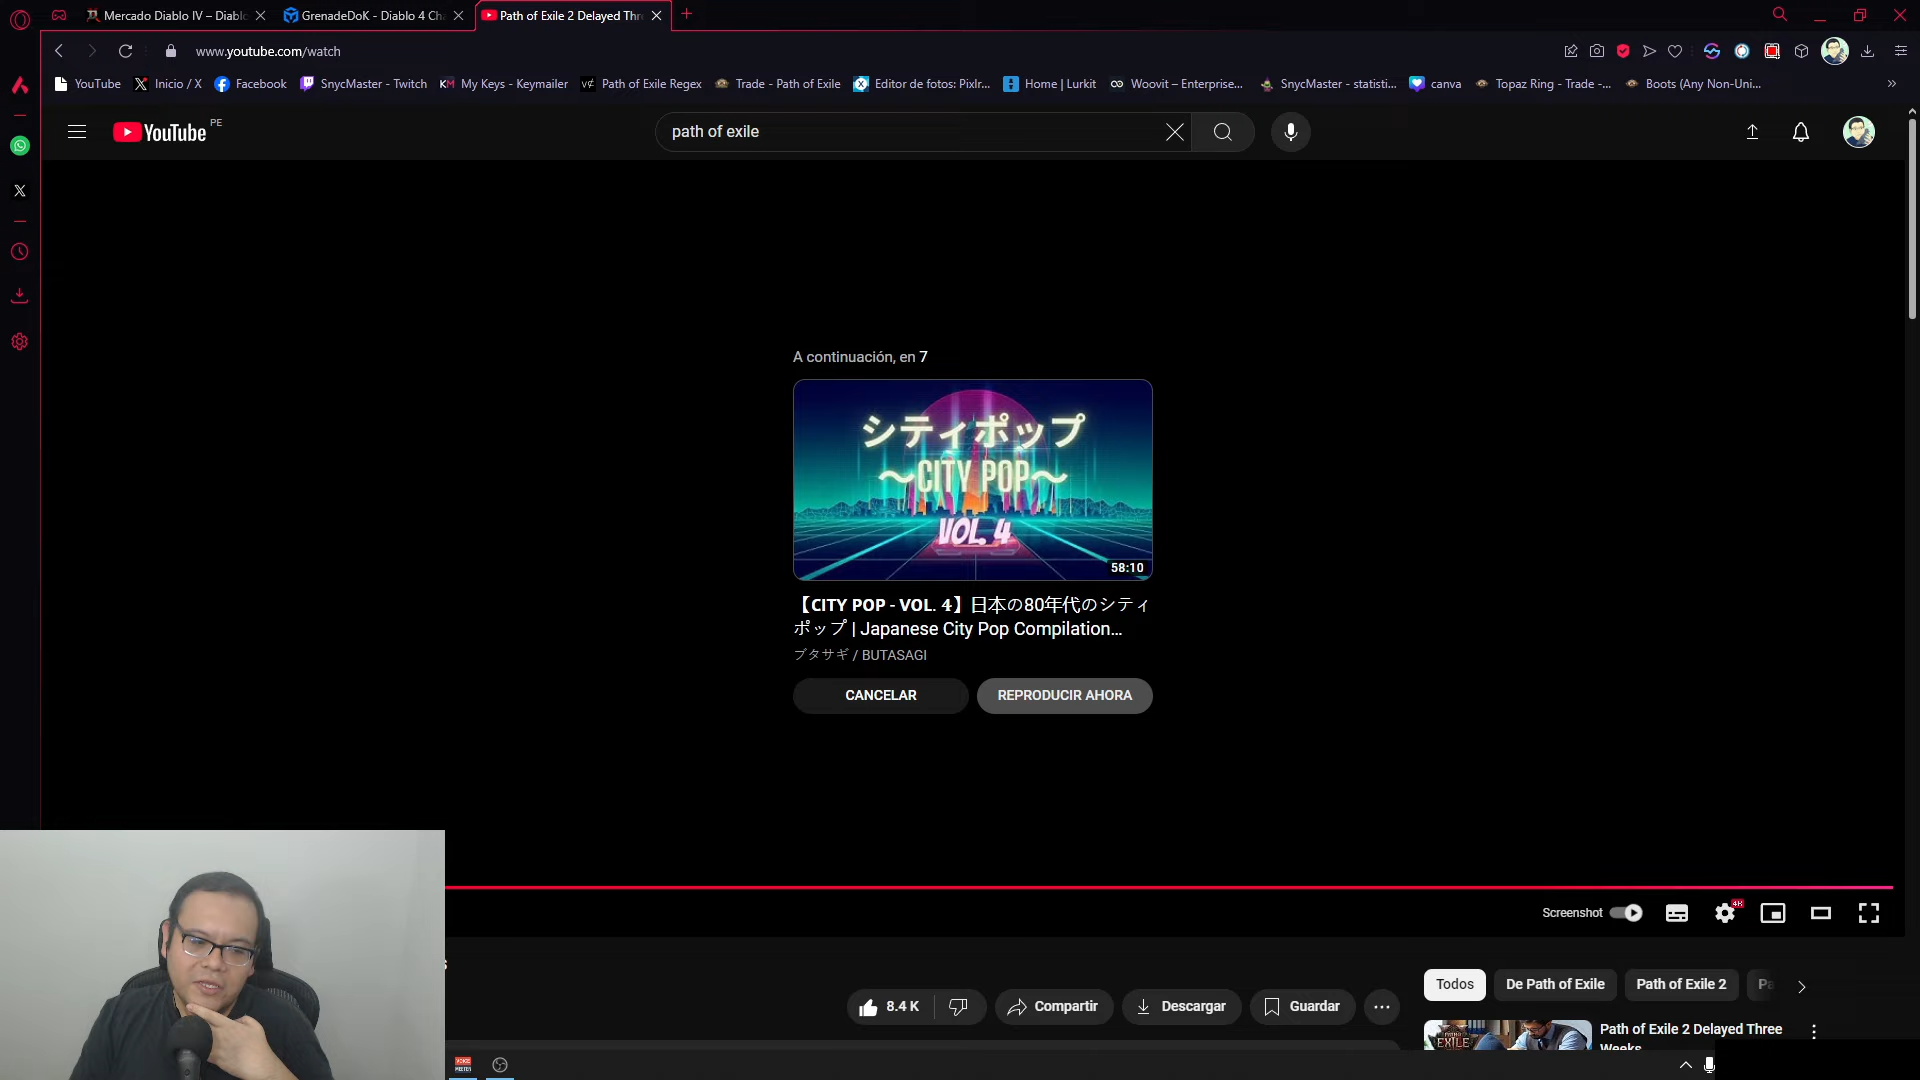 Mercado Diablo IV – Diabl
GrenadeDoK - Diablo 4 Ch
Path of Exile 2 Delayed Thr
www.youtube.com/watch
YouTube
Inicio / X
Facebook
SnycMaster - Twitch
KM My Keys - Keymailer
Path of Exile Regex
Trade - Path of Exile
Editor de fotos: Pixlr...
Home | Lurkit
Woovit – Enterprise...
SnycMaster - statisti...
canva
Topaz Ring - Trade -...
Boots (Any Non-Uni...
YouTube PE
path of exile
A continuación, en 7
シティポップ
～CITY POP～
VOL. 4
58:10
【CITY POP - VOL. 4】日本の80年代のシティ
ポップ | Japanese City Pop Compilation...
ブタサギ / BUTASAGI
CANCELAR
REPRODUCIR AHORA
Screenshot
4K
8.4 K
Compartir
Descargar
Guardar
Todos
De Path of Exile
Path of Exile 2
Pa
EXILE
Path of Exile 2 Delayed Three
Weeks